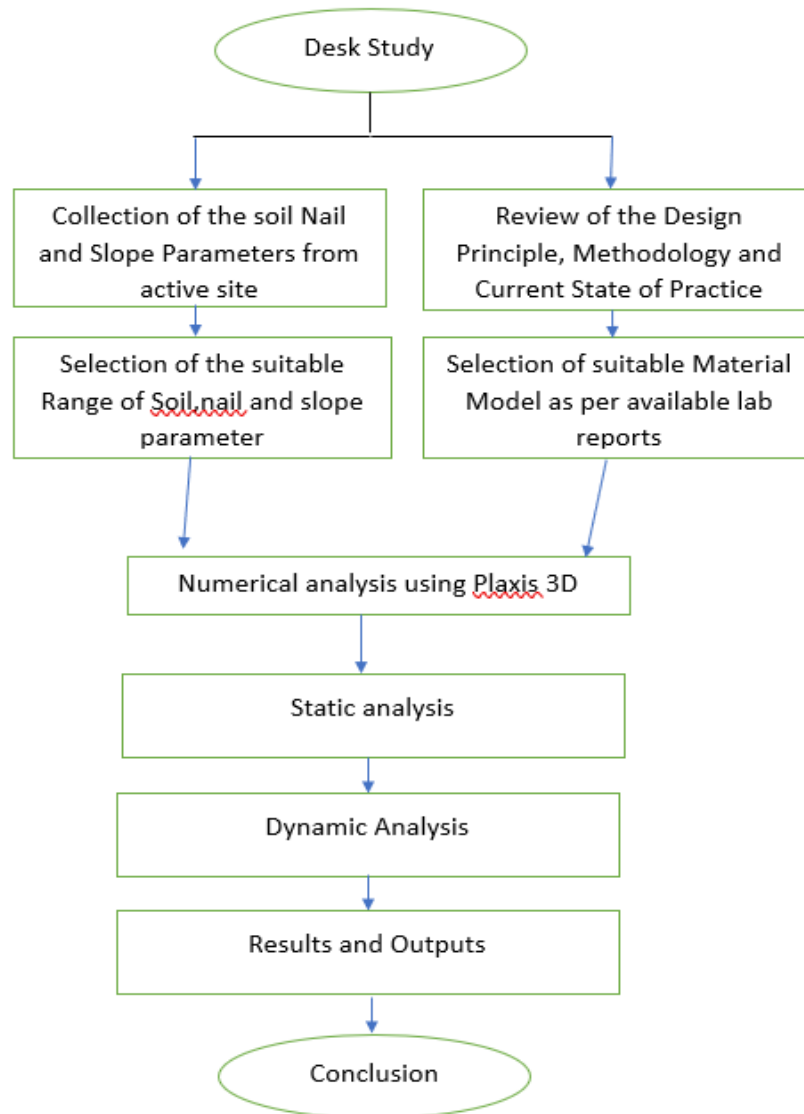 Desk Study
Collection of the soil Nail
and Slope Parameters from
active site
Review of the Design
Principle, Methodology and
Current State of Practice
Selection of the suitable
Range of Soil,nail and slope
parameter
Selection of suitable Material
Model as per available lab
reports
Numerical analysis using Plaxis 3D
Static analysis
Dynamic Analysis
Results and Outputs
Conclusion